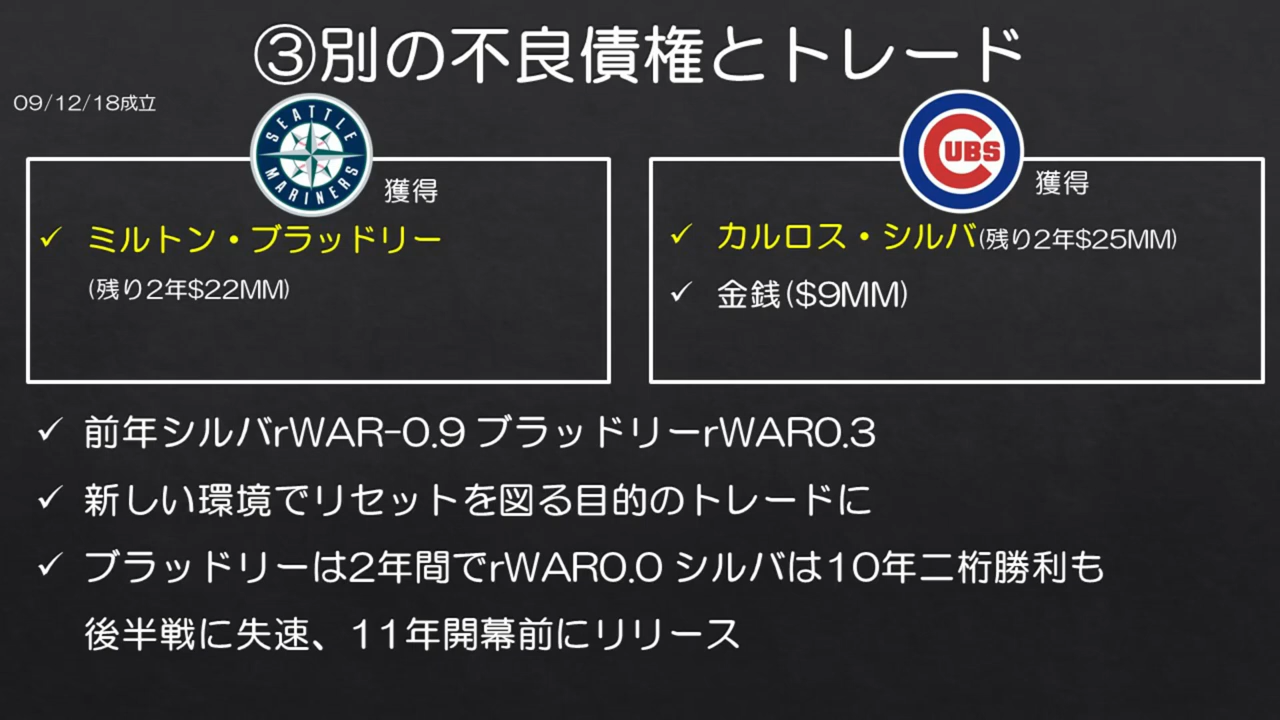 ③別の不良債権とトレード
09/12/18成立
SEATTLE
MARINERS
獲得
✓ ミルトン・ブラッドリー
(残り2年$22MM)
CUBS
獲得
✓ カルロス・シルバ(残り2年$25MM)
✓ 金銭($9MM)
✓ 前年シルバrWAR-0.9 ブラッドリーrWAR0.3
✓ 新しい環境でリセットを図る目的のトレードに
✓ ブラッドリーは2年間でrWAR0.0 シルバは10年二桁勝利も
後半戦に失速、11年開幕前にリリース